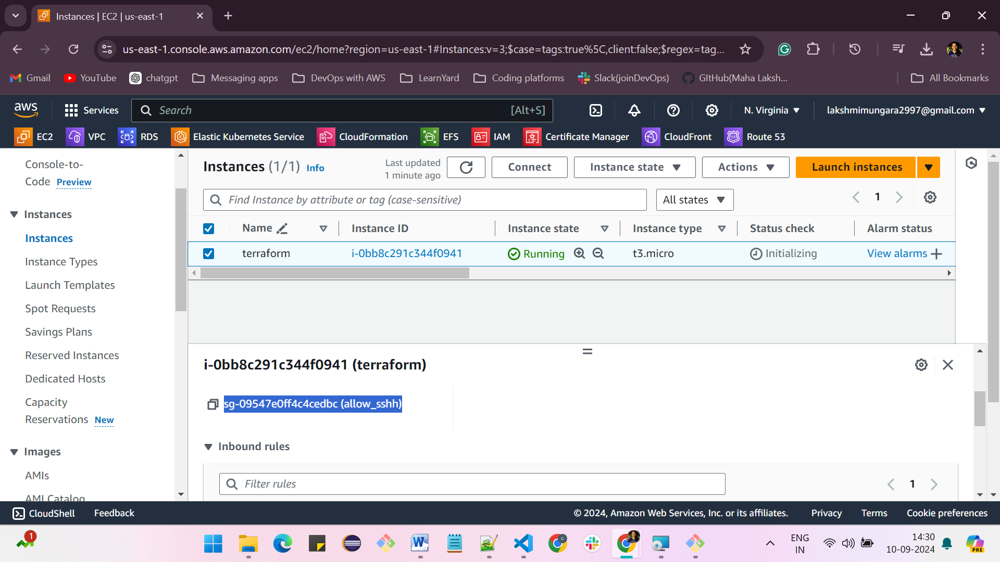 Instances | EC2 | us-east-1
us-east-1.console.aws.amazon.com/ec2/home?region=us-east-1#Instances:v=3;$case=tags:true%5C,client:false;$regex=tag...
Gmail YouTube chatgpt Messaging apps DevOps with AWS LearnYard Coding platforms Slack(joinDevOps) GItHub(Maha Laksh... All Bookmarks
aws Services Search [Alt+S] N. Virginia lakshmimungara2997@gmail.com
EC2 VPC RDS Elastic Kubernetes Service CloudFormation EFS IAM Certificate Manager CloudFront Route 53
Console-to-
Code Preview
Instances
Instances
Instance Types
Launch Templates
Spot Requests
Savings Plans
Reserved Instances
Dedicated Hosts
Capacity
Reservations New
Images
AMIs
AMI Catalog
Instances (1/1) Info
Last updated
1 minute ago
Connect Instance state Actions Launch instances
Find Instance by attribute or tag (case-sensitive) All states 1
Name Instance ID Instance state Instance type Status check Alarm status
terraform i-0bb8c291c344f0941 Running t3.micro Initializing View alarms
i-0bb8c291c344f0941 (terraform)
sg-09547e0ff4c4cedbc (allow_sshh)
Inbound rules
Filter rules 1
CloudShell Feedback © 2024, Amazon Web Services, Inc. or its affiliates. Privacy Terms Cookie preferences
1
ENG
IN
14:30
10-09-2024
PRE